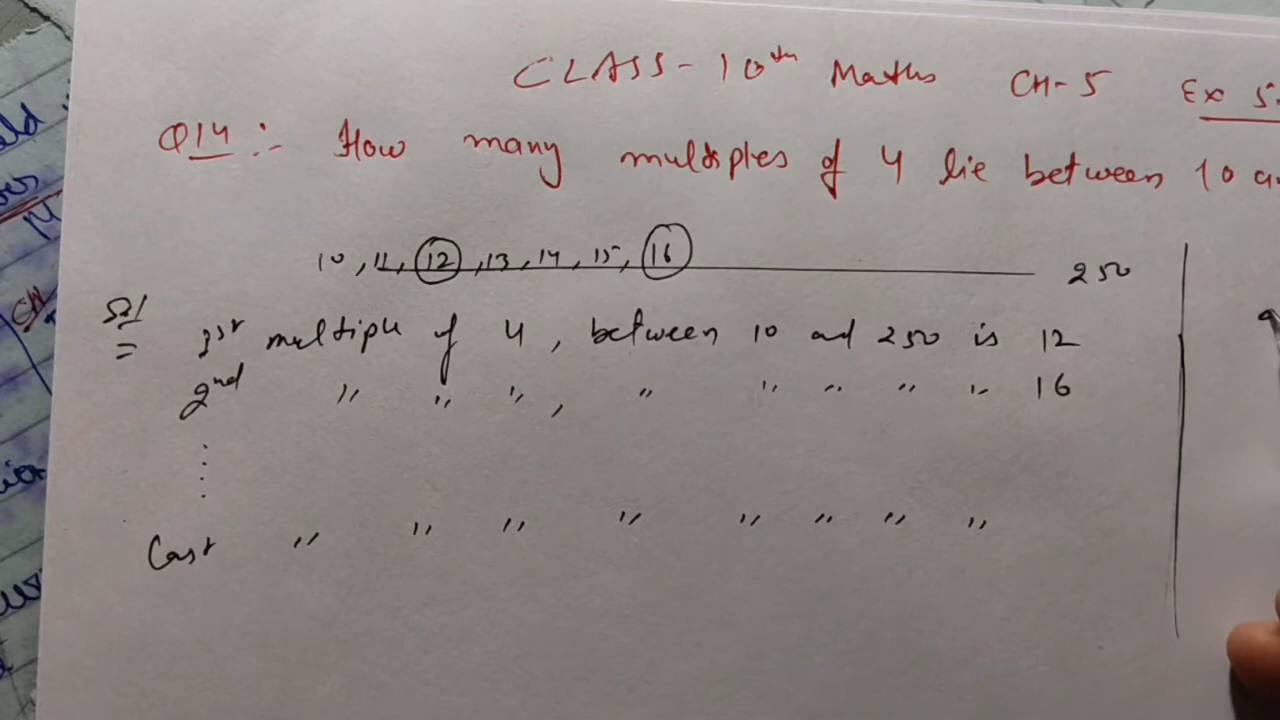 CLASS-10th Maths CH-5 Ex 5.
Q14:- How many multiples of 4 lie between 10 a
10, 11, 12, 13, 14, 15, 16 250
Sol 1st multiple of 4, between 10 and 250 is 12
= 2nd " " ", " " " " " 16
Last " " " " " " " "